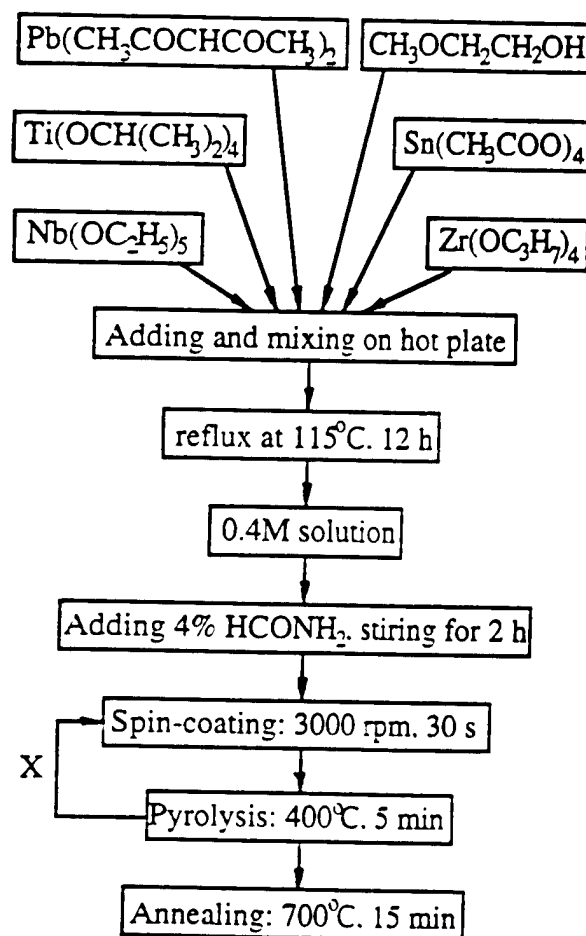 Pb(CH₃COCHCOCH₃)₂
CH₃OCH₂CH₂OH
Ti(OCH(CH₃)₂)₄
Sn(CH₃COO)₄
Nb(OC₂H₅)₅
Zr(OC₃H₇)₄
Adding and mixing on hot plate
reflux at 115°C. 12 h
0.4M solution
Adding 4% HCONH₂. stiring for 2 h
Spin-coating: 3000 rpm. 30 s
X
Pyrolysis: 400°C. 5 min
Annealing: 700°C. 15 min